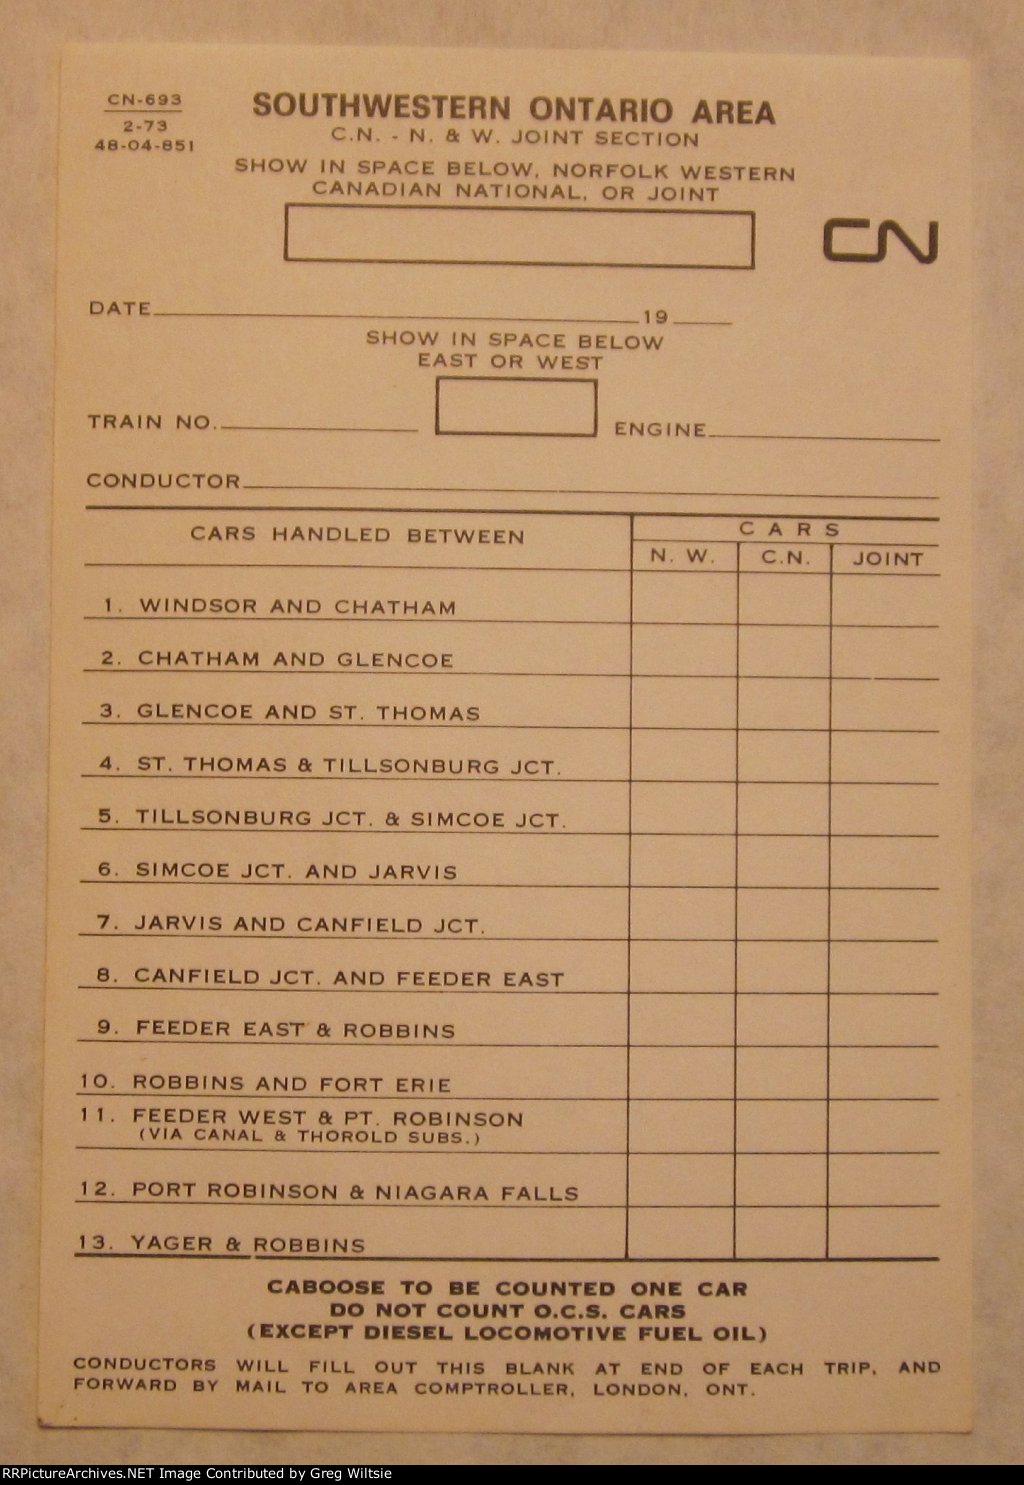 CN-693
2-73
48-04-851
SOUTHWESTERN ONTARIO AREA
C.N. - N. & W. JOINT SECTION
SHOW IN SPACE BELOW, NORFOLK WESTERN
CANADIAN NATIONAL, OR JOINT
CN
DATE 19
SHOW IN SPACE BELOW
EAST OR WEST
TRAIN NO. ENGINE
CONDUCTOR
CARS HANDLED BETWEEN
CARS
N. W. C.N. JOINT
1. WINDSOR AND CHATHAM
2. CHATHAM AND GLENCOE
3. GLENCOE AND ST. THOMAS
4. ST. THOMAS & TILLSONBURG JCT.
5. TILLSONBURG JCT. & SIMCOE JCT.
6. SIMCOE JCT. AND JARVIS
7. JARVIS AND CANFIELD JCT.
8. CANFIELD JCT. AND FEEDER EAST
9. FEEDER EAST & ROBBINS
10. ROBBINS AND FORT ERIE
11. FEEDER WEST & PT. ROBINSON
(VIA CANAL & THOROLD SUBS.)
12. PORT ROBINSON & NIAGARA FALLS
13. YAGER & ROBBINS
CABOOSE TO BE COUNTED ONE CAR
DO NOT COUNT O.C.S. CARS
(EXCEPT DIESEL LOCOMOTIVE FUEL OIL)
CONDUCTORS WILL FILL OUT THIS BLANK AT END OF EACH TRIP, AND
FORWARD BY MAIL TO AREA COMPTROLLER, LONDON, ONT.
RRPictureArchives.NET Image Contributed by Greg Wiltsie